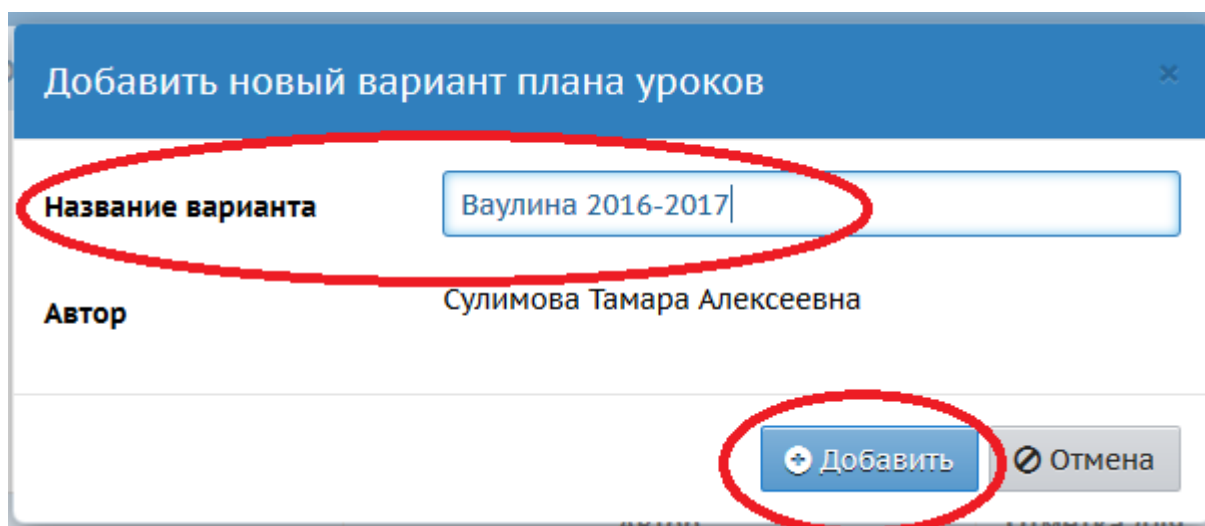 Добавить новый вариант плана уроков
×
Название варианта Ваулина 2016-2017
Автор Сулимова Тамара Алексеевна
Добавить Отмена